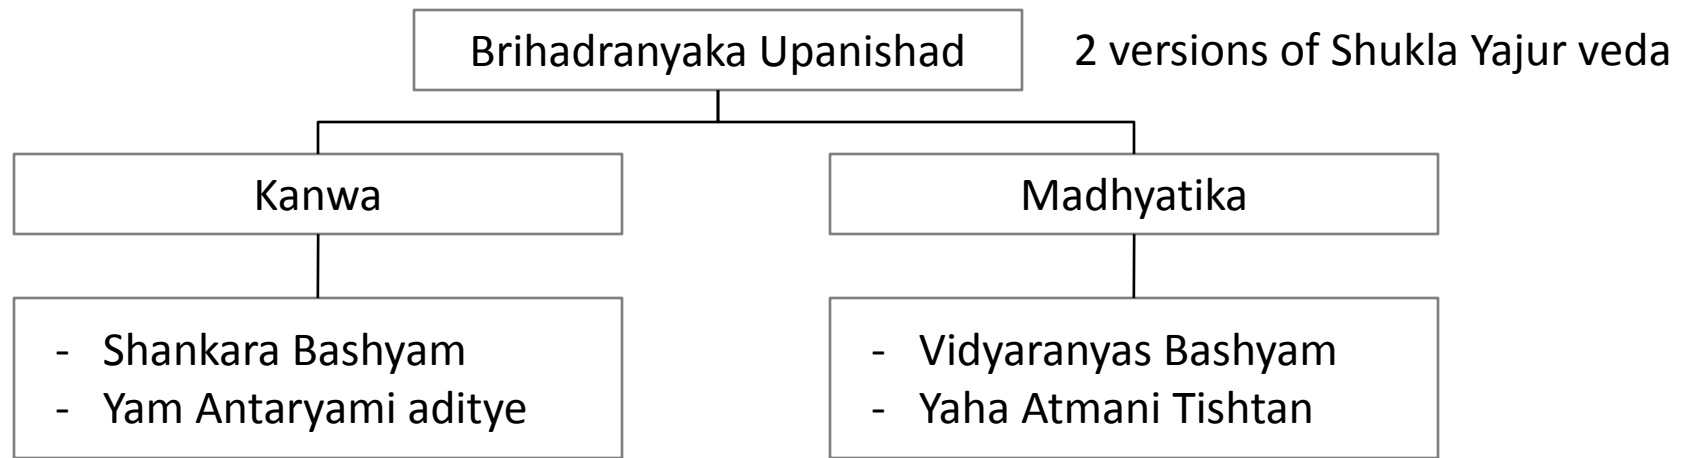 Brihadranyaka Upanishad
2 versions of Shukla Yajur veda
Kanwa
Madhyatika
- Shankara Bashyam
- Yam Antaryami aditye
- Vidyaranyas Bashyam
- Yaha Atmani Tishtan